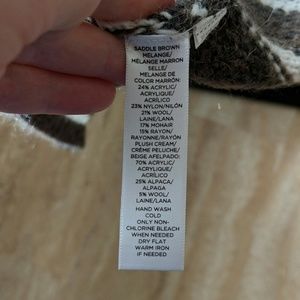 SADDLE BROWN
MELANGE/
MELANGE MARRON
SELLE/
MELANGE DE
COLOR MARRON:
24% ACRYLIC/
ACRYLIQUE/
ACRÍLICO
23% NYLON/NILÓN
21% WOOL
LAINE/LANA
17% MOHAIR
15% RAYON/
RAYONNE/RAYÓN
PLUSH CREAM/
CRÈME PELUCHE/
BEIGE AFELPADO:
70% ACRYLIC/
ACRYLIQUE/
ACRÍLICO
25% ALPACA/
ALPAGA
5% WOOL/
LAINE/LANA
HAND WASH
COLD
ONLY NON-
CHLORINE BLEACH
WHEN NEEDED
DRY FLAT
WARM IRON
IF NEEDED